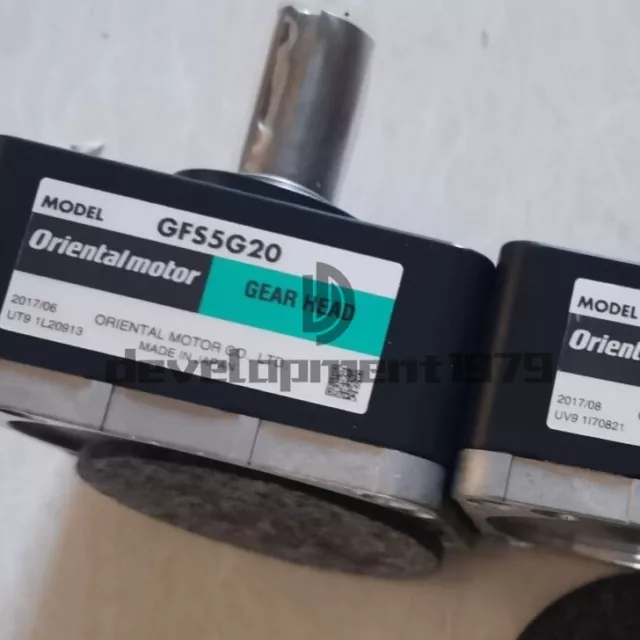 MODEL GFS5G20
Orientalmotor GEAR HEAD
2017/06 ORIENTAL MOTOR CO., LTD.
UT9 1L20913 MADE IN JAPAN
development1979
MODEL
Oriental
2017/08
UV9 1I70821